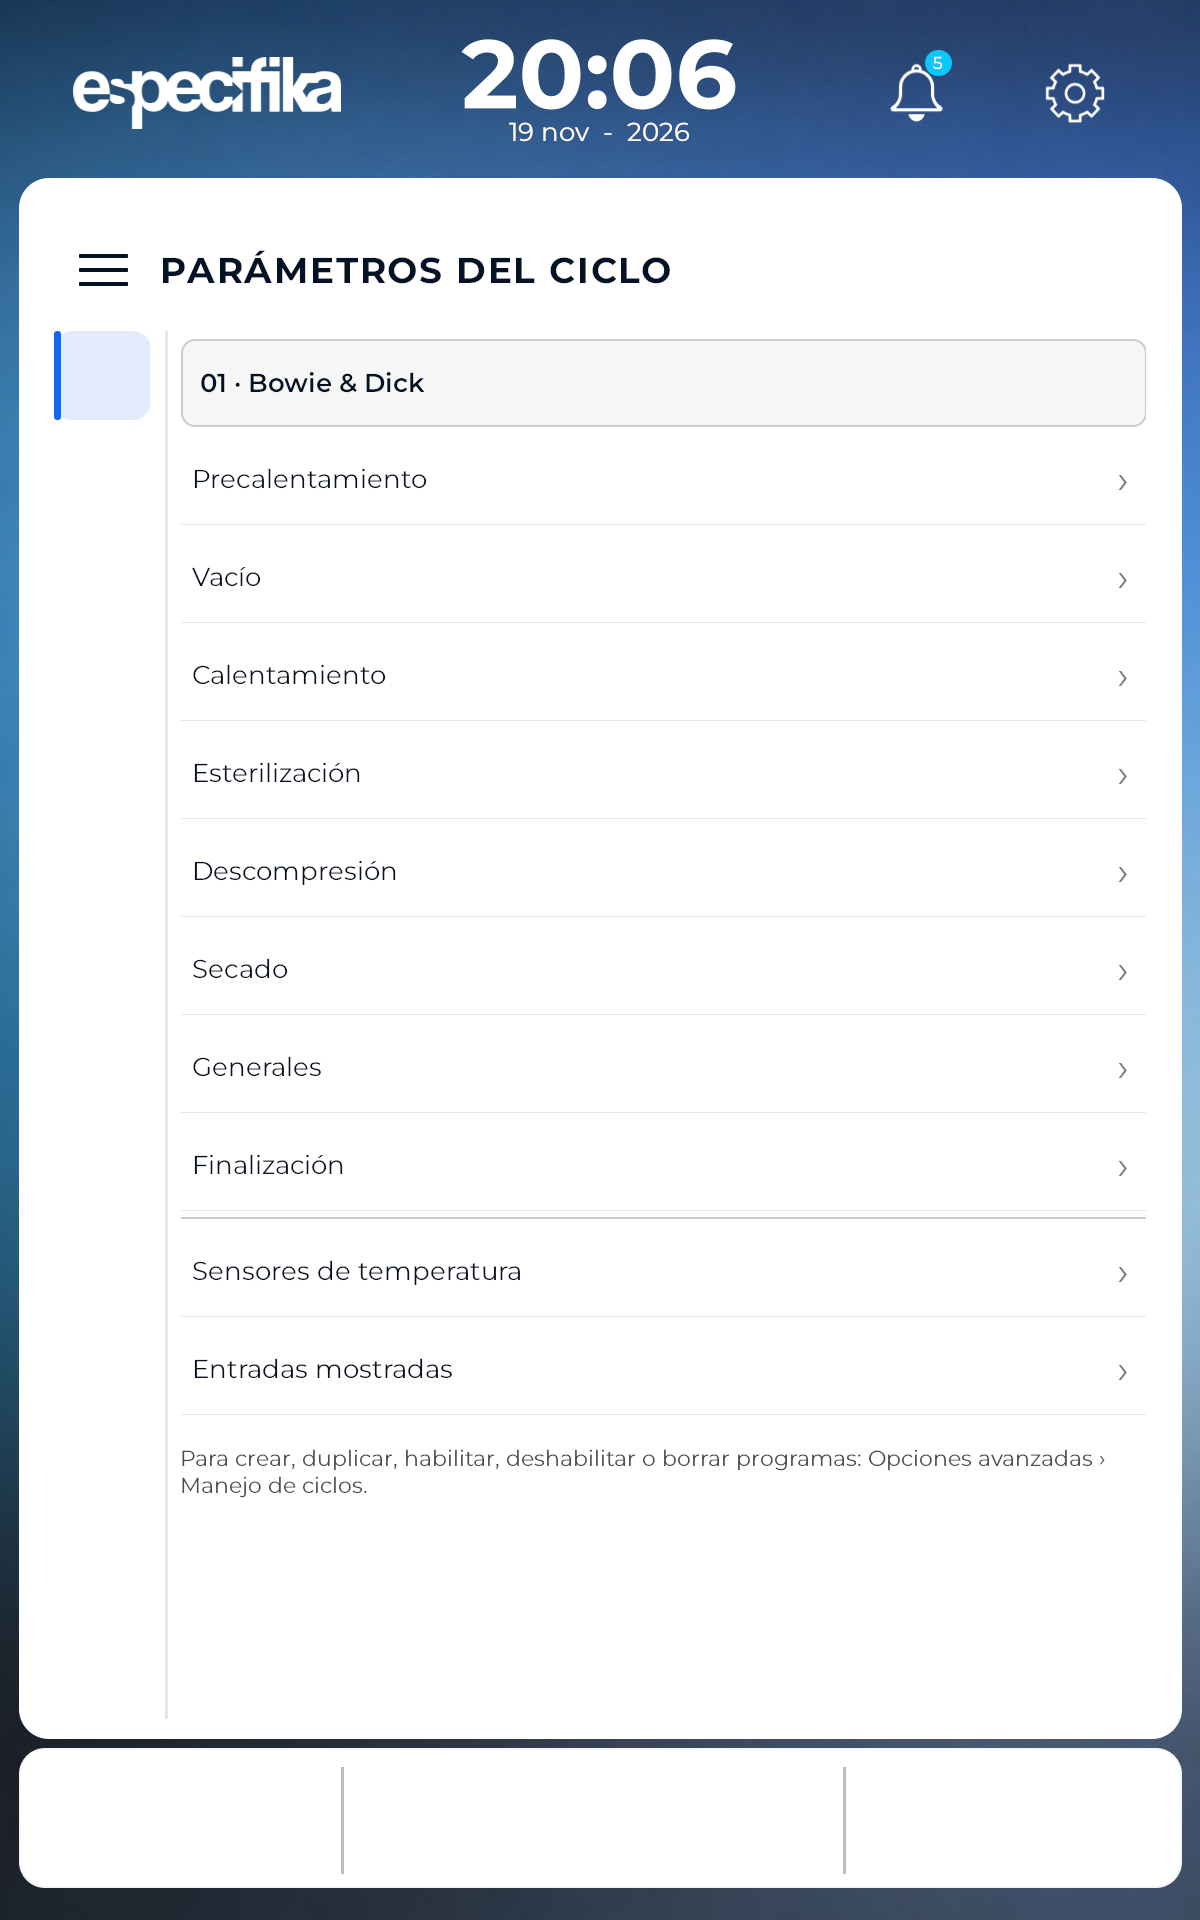 especifika
20:06
19 nov - 2026
5
PARÁMETROS DEL CICLO
01 · Bowie & Dick
Precalentamiento ›
Vacío ›
Calentamiento ›
Esterilización ›
Descompresión ›
Secado ›
Generales ›
Finalización ›
Sensores de temperatura ›
Entradas mostradas ›
Para crear, duplicar, habilitar, deshabilitar o borrar programas: Opciones avanzadas ›
Manejo de ciclos.